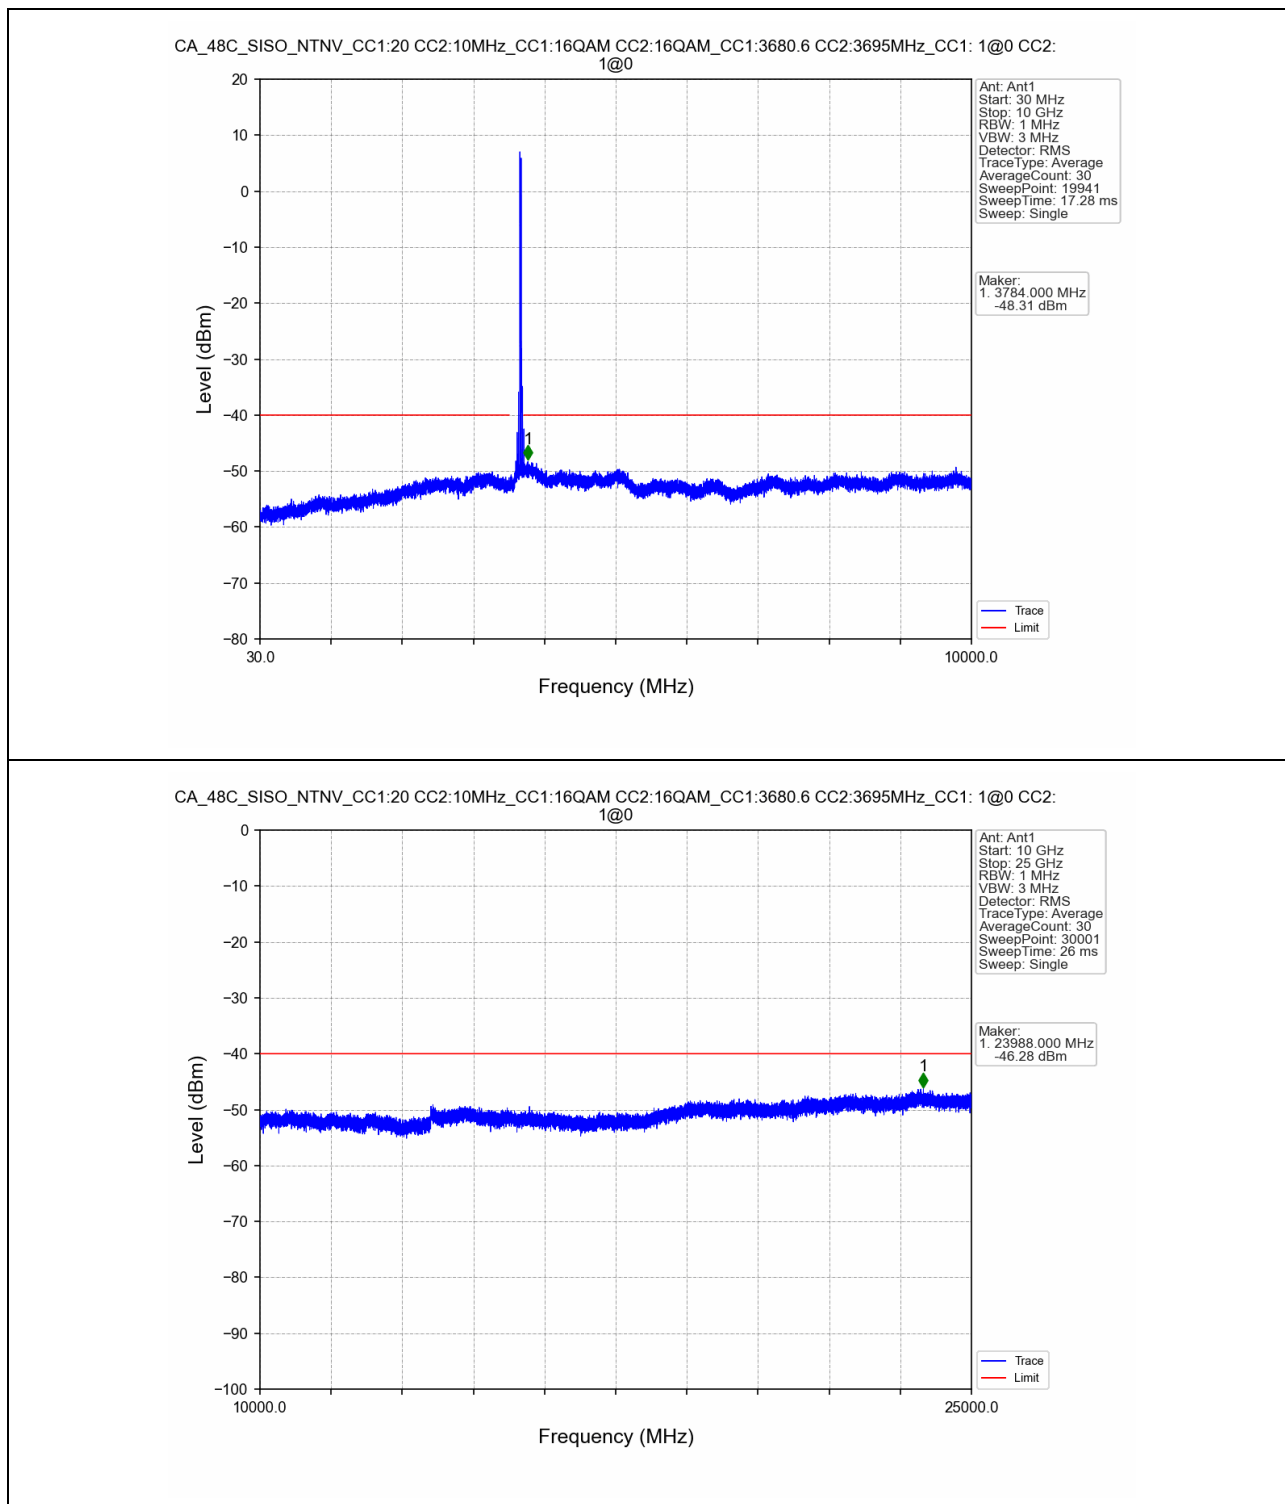 CA_48C_SISO_NTNV_CC1:20 CC2:10MHz_CC1:16QAM CC2:16QAM_CC1:3680.6 CC2:3695MHz_CC1: 1@0 CC2:
1@0
20
10
0
−10
−20
−30
−40
−50
−60
−70
−80
Level (dBm)
1
30.0
10000.0
Frequency (MHz)
Ant: Ant1
Start: 30 MHz
Stop: 10 GHz
RBW: 1 MHz
VBW: 3 MHz
Detector: RMS
TraceType: Average
AverageCount: 30
SweepPoint: 19941
SweepTime: 17.28 ms
Sweep: Single
Maker:
1. 3784.000 MHz
-48.31 dBm
Trace
Limit
CA_48C_SISO_NTNV_CC1:20 CC2:10MHz_CC1:16QAM CC2:16QAM_CC1:3680.6 CC2:3695MHz_CC1: 1@0 CC2:
1@0
0
−10
−20
−30
−40
−50
−60
−70
−80
−90
−100
Level (dBm)
1
10000.0
25000.0
Frequency (MHz)
Ant: Ant1
Start: 10 GHz
Stop: 25 GHz
RBW: 1 MHz
VBW: 3 MHz
Detector: RMS
TraceType: Average
AverageCount: 30
SweepPoint: 30001
SweepTime: 26 ms
Sweep: Single
Maker:
1. 23988.000 MHz
-46.28 dBm
Trace
Limit